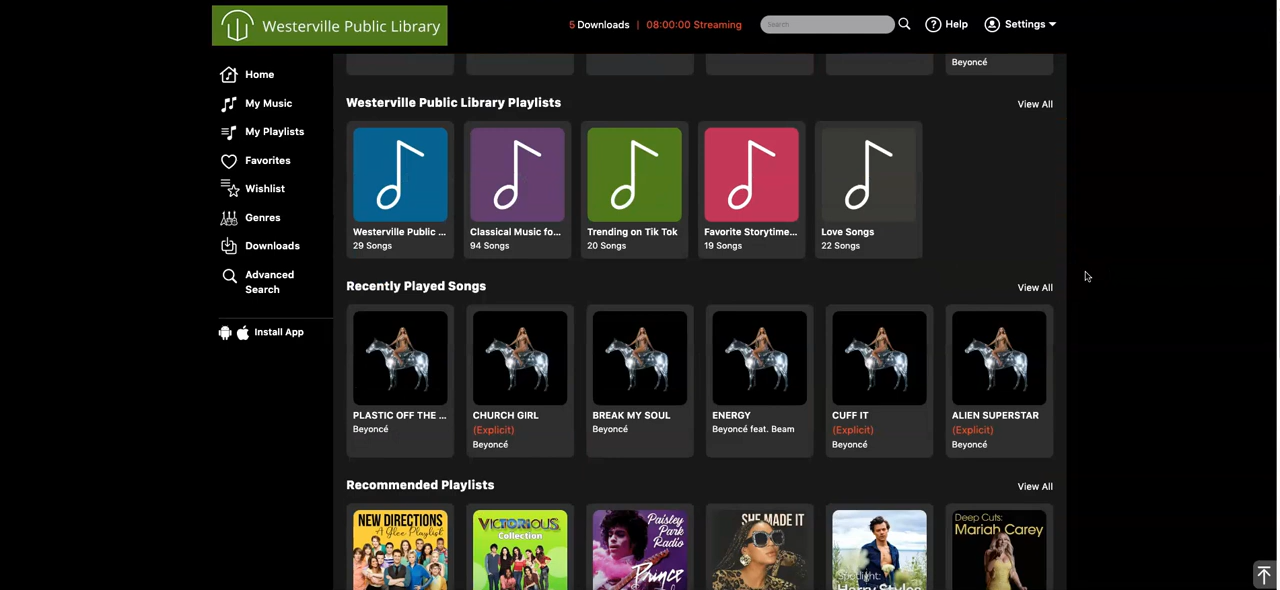 Westerville Public Library
5 Downloads | 08:00:00 Streaming
Search
Help
Settings
Home
My Music
My Playlists
Favorites
Wishlist
Genres
Downloads
Advanced
Search
Install App
Beyoncé
Westerville Public Library Playlists
View All
Westerville Public ...
29 Songs
Classical Music fo...
94 Songs
Trending on Tik Tok
20 Songs
Favorite Storytime...
19 Songs
Love Songs
22 Songs
Recently Played Songs
View All
PLASTIC OFF THE ...
Beyoncé
CHURCH GIRL
(Explicit)
Beyoncé
BREAK MY SOUL
Beyoncé
ENERGY
Beyoncé feat. Beam
CUFF IT
(Explicit)
Beyoncé
ALIEN SUPERSTAR
(Explicit)
Beyoncé
Recommended Playlists
View All
NEW DIRECTIONS
A Glee Playlist
VICTORIOUS
Collection
Paisley
Park
Radio
Prince
SHE MADE IT
Spotlight:
Harry Styles
Deep Cuts:
Mariah Carey